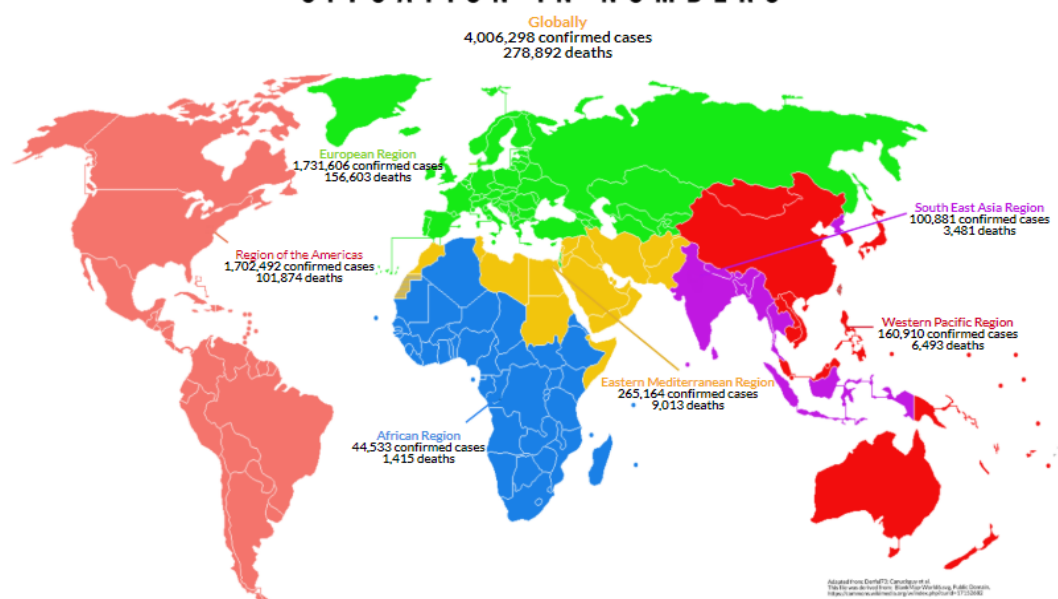 SITUATION IN NUMBERS
Globally
4,006,298 confirmed cases
278,892 deaths
European Region
1,731,606 confirmed cases
156,603 deaths
South East Asia Region
100,881 confirmed cases
3,481 deaths
Region of the Americas
1,702,492 confirmed cases
101,874 deaths
Western Pacific Region
160,910 confirmed cases
6,493 deaths
Eastern Mediterranean Region
265,164 confirmed cases
9,013 deaths
African Region
44,533 confirmed cases
1,415 deaths